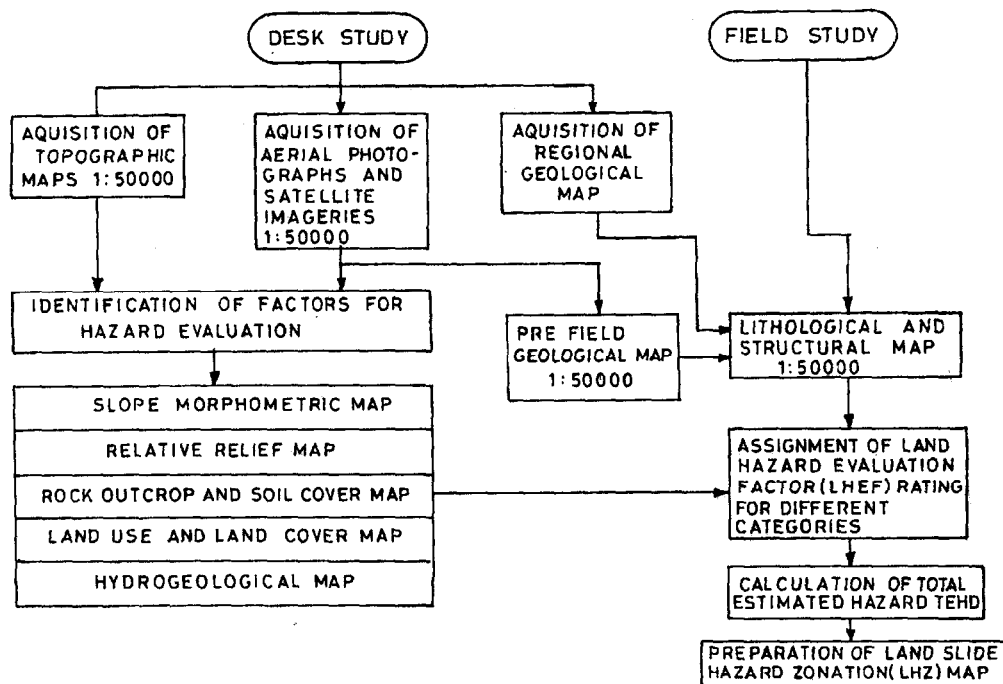 DESK STUDY
FIELD STUDY
AQUISITION OF
TOPOGRAPHIC
MAPS 1:50000
AQUISITION OF
AERIAL PHOTO-
GRAPHS AND
SATELLITE
IMAGERIES
1:50000
AQUISITION OF
REGIONAL
GEOLOGICAL
MAP
IDENTIFICATION OF FACTORS FOR
HAZARD EVALUATION
PRE FIELD
GEOLOGICAL MAP
1:50000
LITHOLOGICAL AND
STRUCTURAL MAP
1:50000
SLOPE MORPHOMETRIC MAP
RELATIVE RELIEF MAP
ROCK OUTCROP AND SOIL COVER MAP
LAND USE AND LAND COVER MAP
HYDROGEOLOGICAL MAP
ASSIGNMENT OF LAND
HAZARD EVALUATION
FACTOR(LHEF) RATING
FOR DIFFERENT
CATEGORIES
CALCULATION OF TOTAL
ESTIMATED HAZARD TEHD
PREPARATION OF LAND SLIDE
HAZARD ZONATION(LHZ) MAP